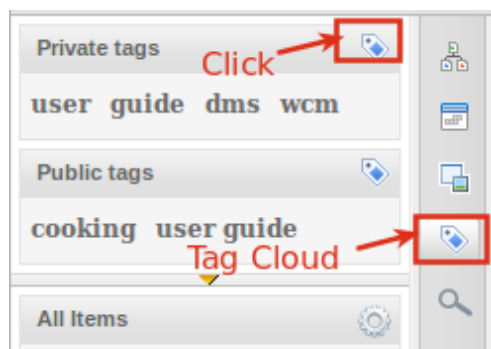 Private tags
Click
user guide dms wcm
Public tags
cooking user guide
Tag Cloud
All Items